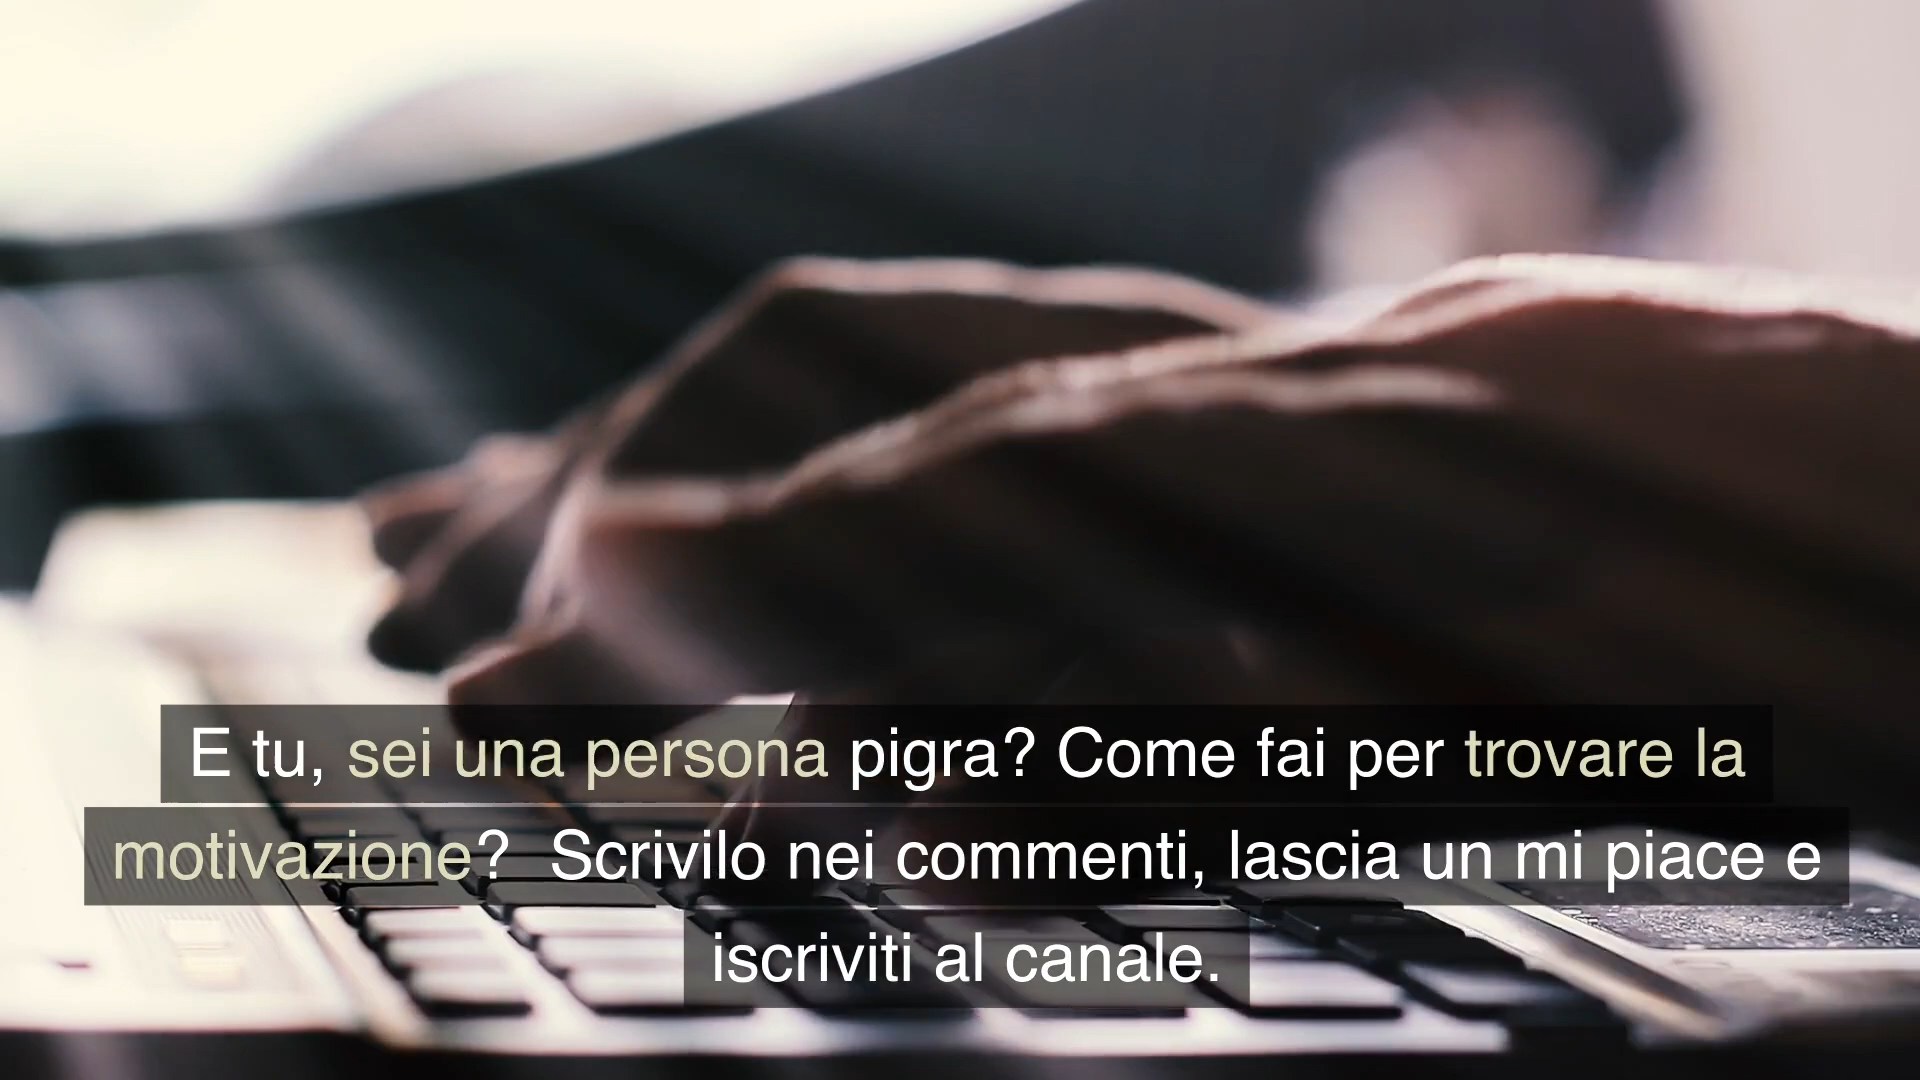 E tu, sei una persona pigra? Come fai per trovare la
motivazione?  Scrivilo nei commenti, lascia un mi piace e
iscriviti al canale.